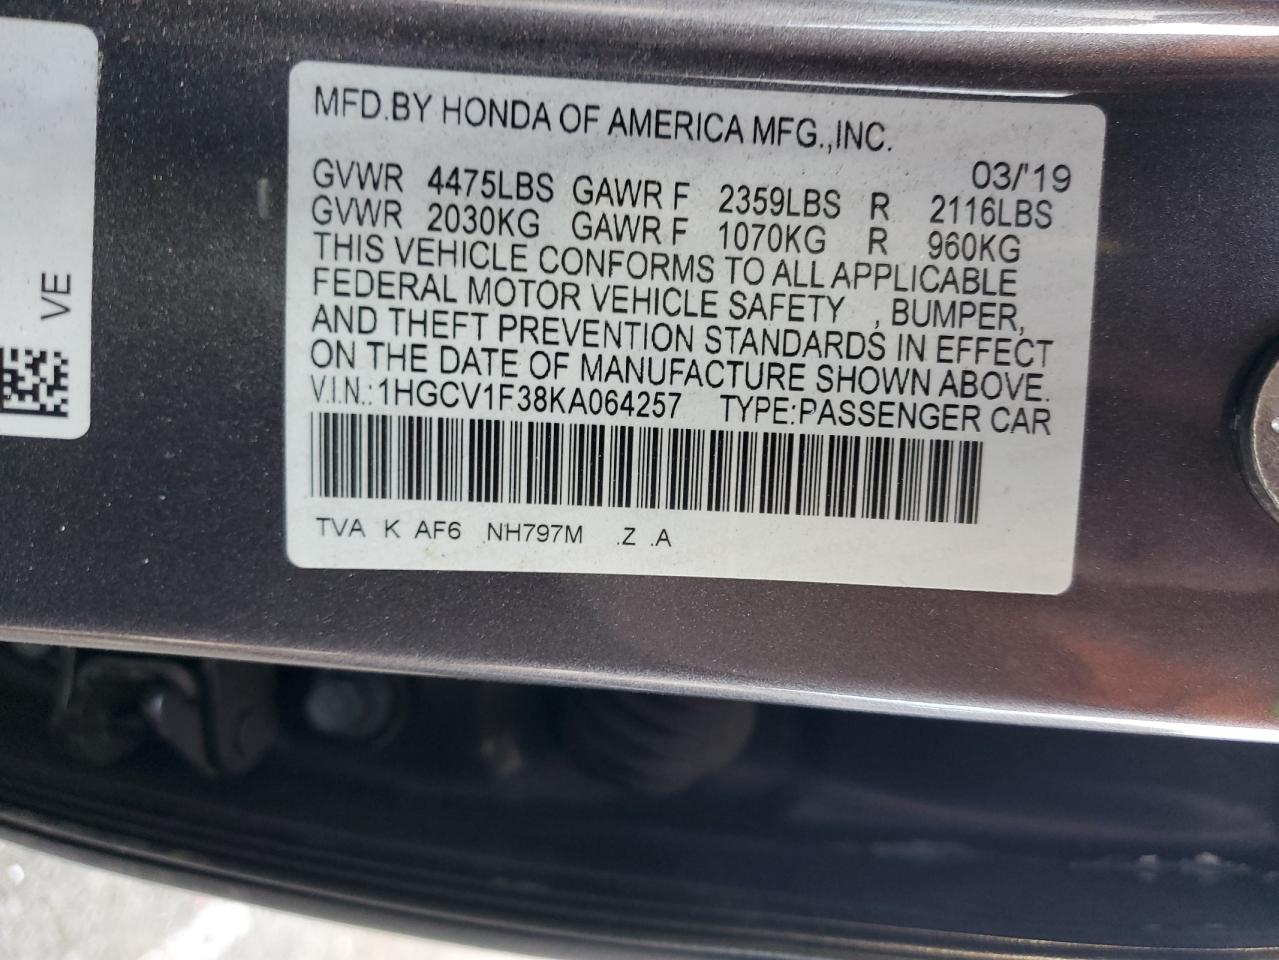 MFD.BY HONDA OF AMERICA MFG.,INC.
03/'19
GVWR 4475LBS GAWR F 2359LBS R 2116LBS
GVWR 2030KG GAWR F 1070KG R 960KG
THIS VEHICLE CONFORMS TO ALL APPLICABLE
FEDERAL MOTOR VEHICLE SAFETY , BUMPER,
AND THEFT PREVENTION STANDARDS IN EFFECT
ON THE DATE OF MANUFACTURE SHOWN ABOVE.
V.I.N.:1HGCV1F38KA064257 TYPE:PASSENGER CAR
TVA K AF6 NH797M .Z .A
VE